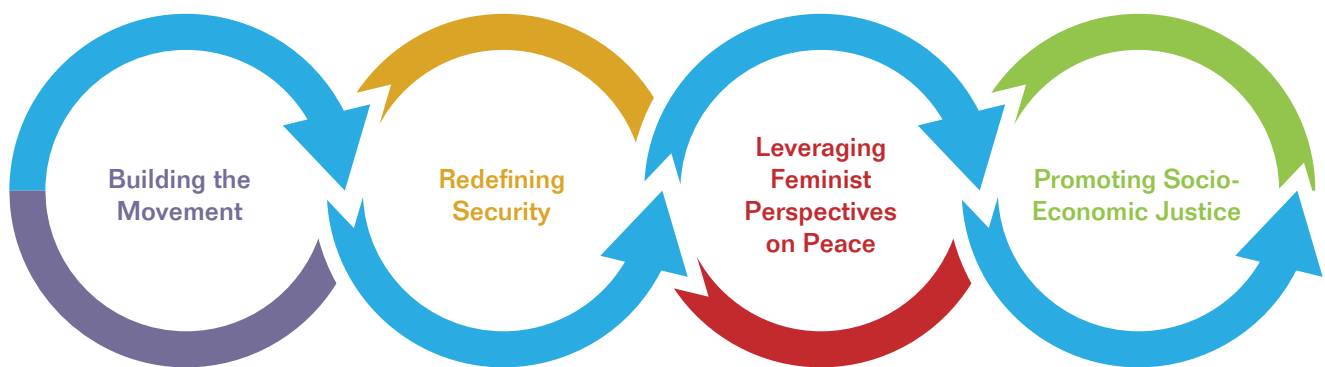 Building the
Movement
Redefining
Security
Leveraging
Feminist
Perspectives
on Peace
Promoting Socio-
Economic Justice